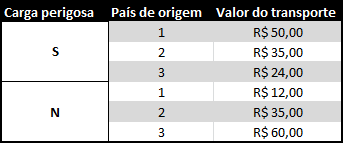 Carga perigosa País de origem Valor do transporte
S 1 R$ 50,00
2 R$ 35,00
3 R$ 24,00
N 1 R$ 12,00
2 R$ 35,00
3 R$ 60,00